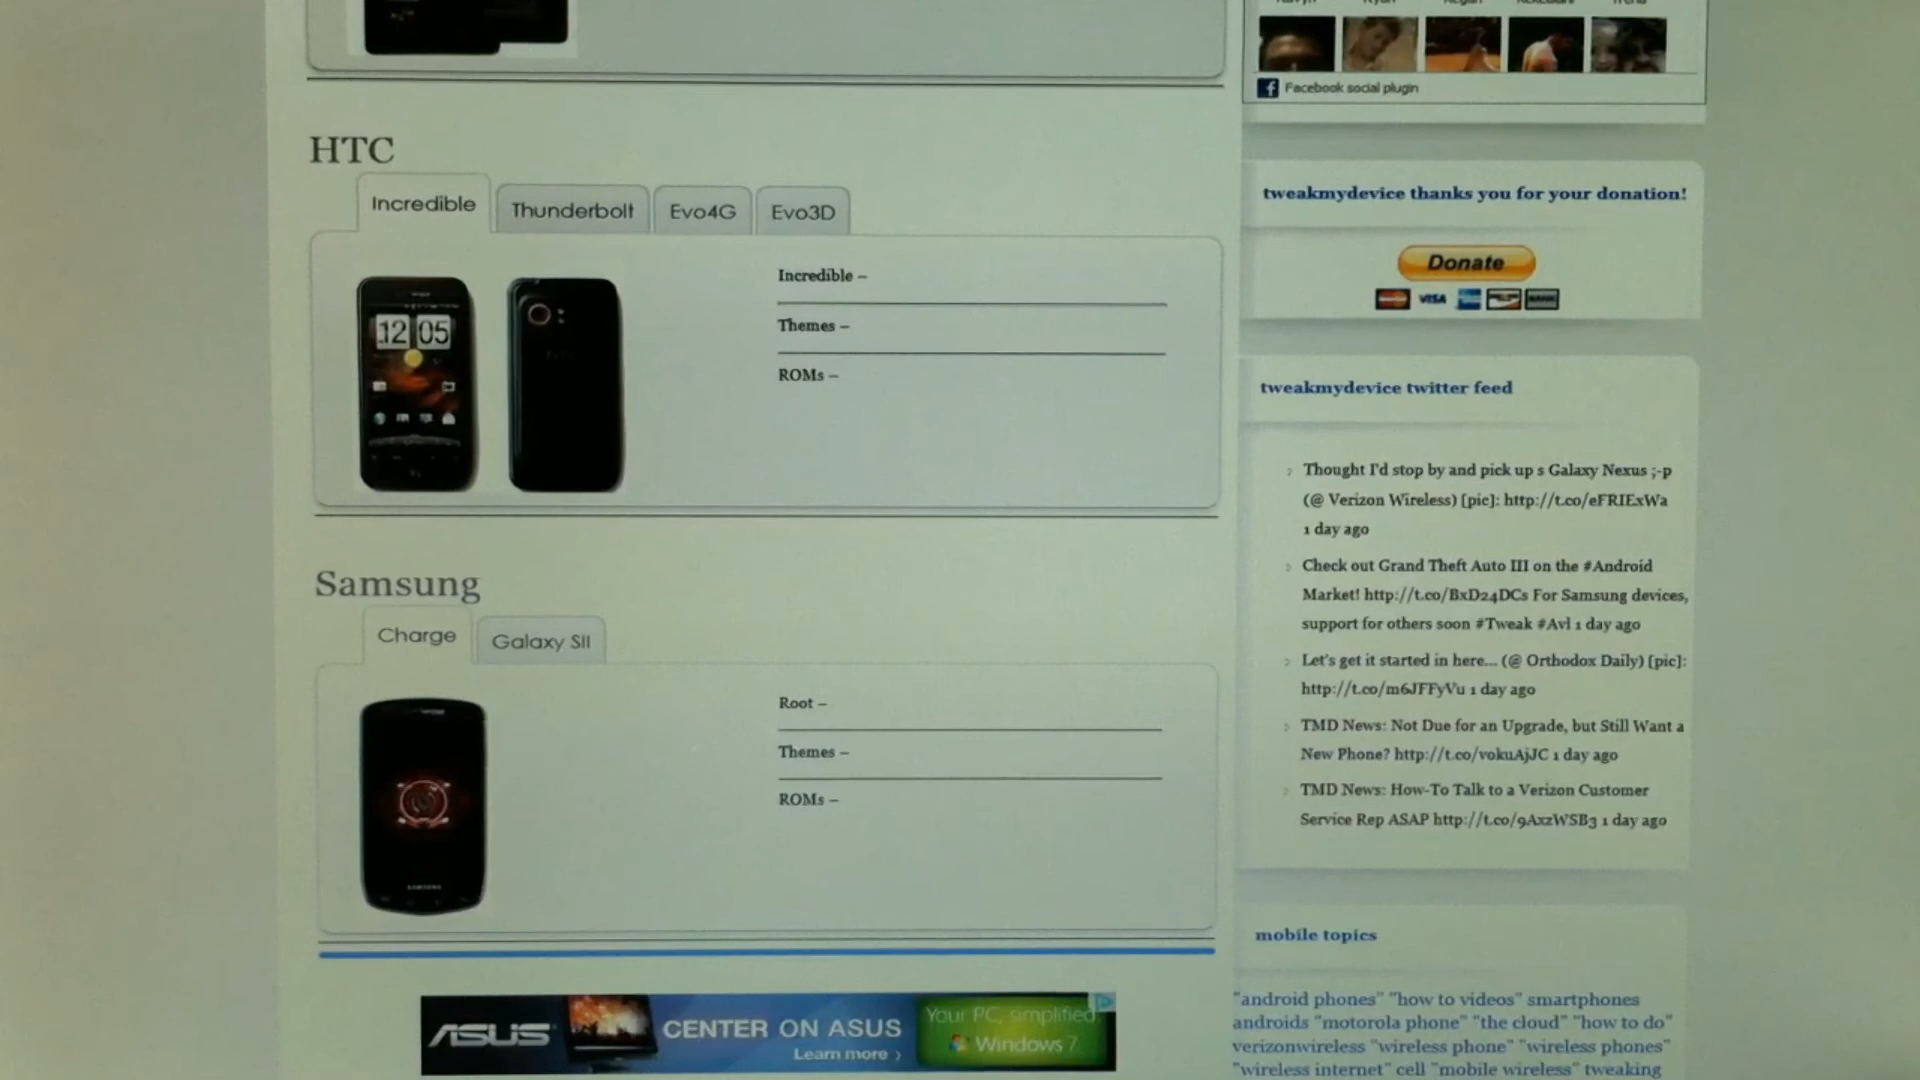 Facebook social plugin
HTC
Incredible
Thunderbolt
Evo4G
Evo3D
12 05
Incredible –
Themes –
ROMs –
Samsung
Charge
Galaxy SII
Root –
Themes –
ROMs –
SAMSUNG
ASUS
CENTER ON ASUS
Learn more ›
Your PC, simplified
Windows 7
tweakmydevice thanks you for your donation!
Donate
VISA
tweakmydevice twitter feed
Thought I'd stop by and pick up s Galaxy Nexus ;-p
(@ Verizon Wireless) [pic]: http://t.co/eFRIExWa
1 day ago
Check out Grand Theft Auto III on the #Android
Market! http://t.co/BxD24DCs For Samsung devices,
support for others soon #Tweak #Avl 1 day ago
Let's get it started in here... (@ Orthodox Daily) [pic]:
http://t.co/m6JFFyVu 1 day ago
TMD News: Not Due for an Upgrade, but Still Want a
New Phone? http://t.co/vokuAjJC 1 day ago
TMD News: How-To Talk to a Verizon Customer
Service Rep ASAP http://t.co/9AxzWSB3 1 day ago
mobile topics
"android phones" "how to videos" smartphones
androids "motorola phone" "the cloud" "how to do"
verizonwireless "wireless phone" "wireless phones"
"wireless internet" cell "mobile wireless" tweaking